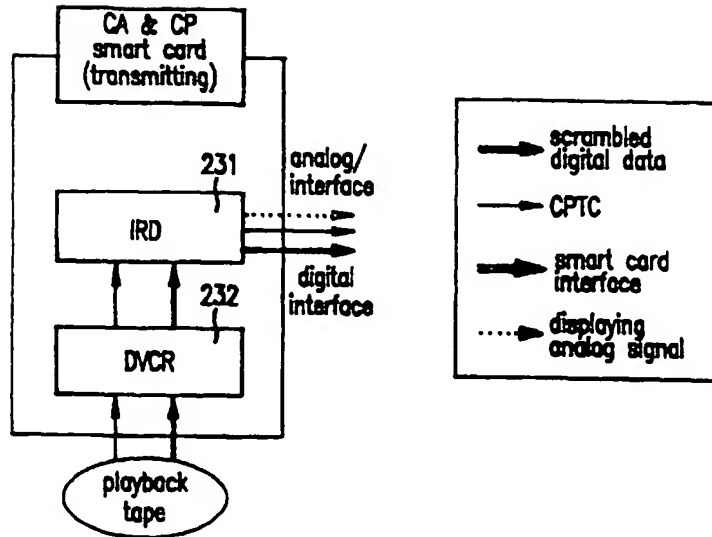 CA & CP
smart card
(transmitting)
231
analog/
interface
IRD
digital
interface
232
DVCR
playback
tape
scrambled
digital data
CPTC
smart card
interface
displaying
analog signal